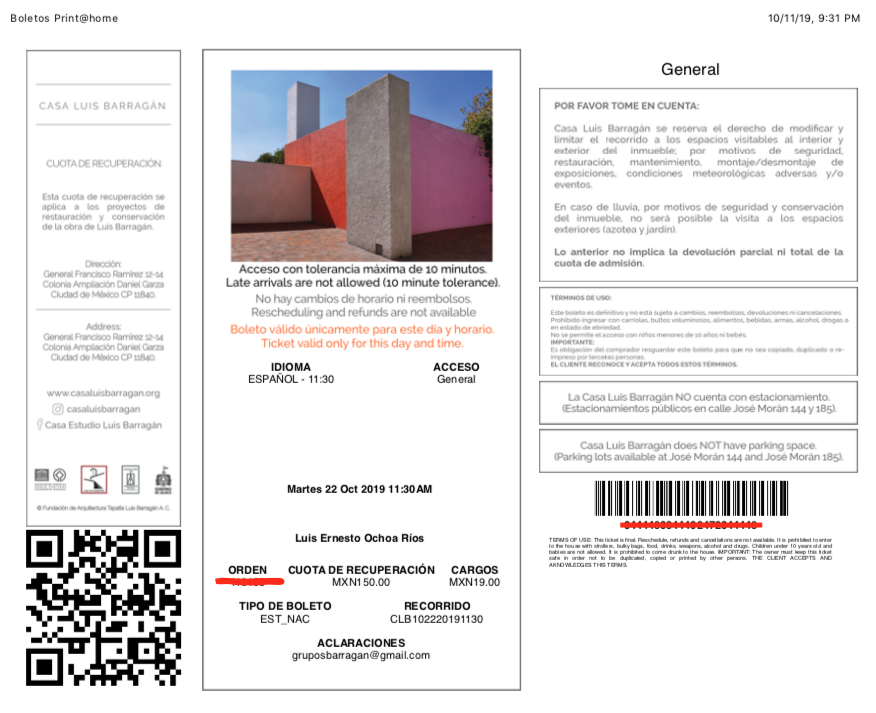 Boletos Print@home
10/11/19, 9:31 PM
CASA LUIS BARRAGÁN
CUOTA DE RECUPERACIÓN
Esta cuota de recuperación se
aplica a los proyectos de
restauración y conservación
de la obra de Luis Barragán.
Dirección:
General Francisco Ramírez 12-14
Colonia Ampliación Daniel Garza
Ciudad de México CP 11840.
Address:
General Francisco Ramírez 12-14
Colonia Ampliación Daniel Garza
Ciudad de México CP 11840.
www.casaluisbarragan.org
casaluisbarragan
Casa Estudio Luis Barragán
© Fundación de Arquitectura Tapatía Luis Barragán A. C.
Acceso con tolerancia máxima de 10 minutos.
Late arrivals are not allowed (10 minute tolerance).
No hay cambios de horario ni reembolsos.
Rescheduling and refunds are not available
Boleto válido únicamente para este día y horario.
Ticket valid only for this day and time.
IDIOMA ACCESO
ESPAÑOL - 11:30 General
Martes 22 Oct 2019 11:30AM
Luis Ernesto Ochoa Ríos
ORDEN CUOTA DE RECUPERACIÓN CARGOS
MXN150.00 MXN19.00
TIPO DE BOLETO RECORRIDO
EST_NAC CLB102220191130
ACLARACIONES
gruposbarragan@gmail.com
General
POR FAVOR TOME EN CUENTA:
Casa Luis Barragán se reserva el derecho de modificar y
limitar el recorrido a los espacios visitables al interior y
exterior del inmueble; por motivos de seguridad,
restauración, mantenimiento, montaje/desmontaje de
exposiciones, condiciones meteorológicas adversas y/o
eventos.
En caso de lluvia, por motivos de seguridad y conservación
del inmueble, no será posible la visita a los espacios
exteriores (azotea y jardín).
Lo anterior no implica la devolución parcial ni total de la
cuota de admisión.
TÉRMINOS DE USO:
Este boleto es definitivo y no está sujeto a cambios, reembolsos, devoluciones ni cancelaciones.
Prohibido ingresar con carriolas, bultos voluminosos, alimentos, bebidas, armas, alcohol, drogas o
en estado de ebriedad.
No se permite el acceso con niños menores de 10 años ni bebés.
IMPORTANTE:
Es obligación del comprador resguardar este boleto para que no sea copiado, duplicado o re-
impreso por terceras personas.
EL CLIENTE RECONOCE Y ACEPTA TODOS ESTOS TÉRMINOS.
La Casa Luis Barragán NO cuenta con estacionamiento.
(Estacionamientos públicos en calle José Morán 144 y 185).
Casa Luis Barragán does NOT have parking space.
(Parking lots available at José Morán 144 and José Morán 185).
TERMS OF USE: This ticket is final. Reschedule, refunds and cancellations are not available. It is prohibited to enter
to the house with strollers, bulky bags, food, drinks, weapons, alcohol and drugs. Children under 10 years old and
babies are not allowed. It is prohibited to come drunk to the house. IMPORTANT: The owner must keep this ticket
safe in order not to be duplicated, copied or printed by other persons. THE CLIENT ACCEPTS AND
AKNOWLEDGES THIS TERMS.